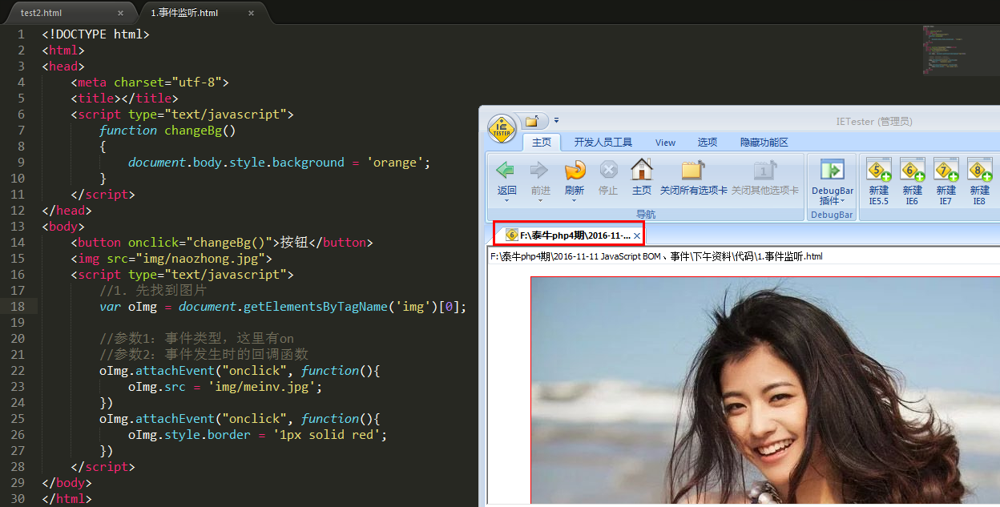 test2.html ×
1.事件监听.html ×
1 <!DOCTYPE html>
2 <html>
3 <head>
4 <meta charset="utf-8">
5 <title></title>
6 <script type="text/javascript">
7 function changeBg()
8 {
9 document.body.style.background = 'orange';
10 }
11 </script>
12 </head>
13 <body>
14 <button onclick="changeBg()">按钮</button>
15 <img src="img/naozhong.jpg">
16 <script type="text/javascript">
17 //1. 先找到图片
18 var oImg = document.getElementsByTagName('img')[0];
19
20 //参数1: 事件类型，这里有on
21 //参数2: 事件发生时的回调函数
22 oImg.attachEvent("onclick", function(){
23 oImg.src = 'img/meinv.jpg';
24 })
25 oImg.attachEvent("onclick", function(){
26 oImg.style.border = '1px solid red';
27 })
28 </script>
29 </body>
30 </html>
IE
TESTER
IETester (管理员)
主页 开发人员工具 View 选项 隐藏功能区
返回
前进
刷新
停止
主页
关闭所有选项卡
1
关闭其他选项卡
导航
DebugBar
插件
DebugBar
5
新建
IE5.5
6
新建
IE6
7
新建
IE7
8
新建
IE8
6 F:\泰牛php4期\2016-11-... ×
F:\泰牛php4期\2016-11-11 JavaScript BOM、事件\下午资料\代码\1.事件监听.html